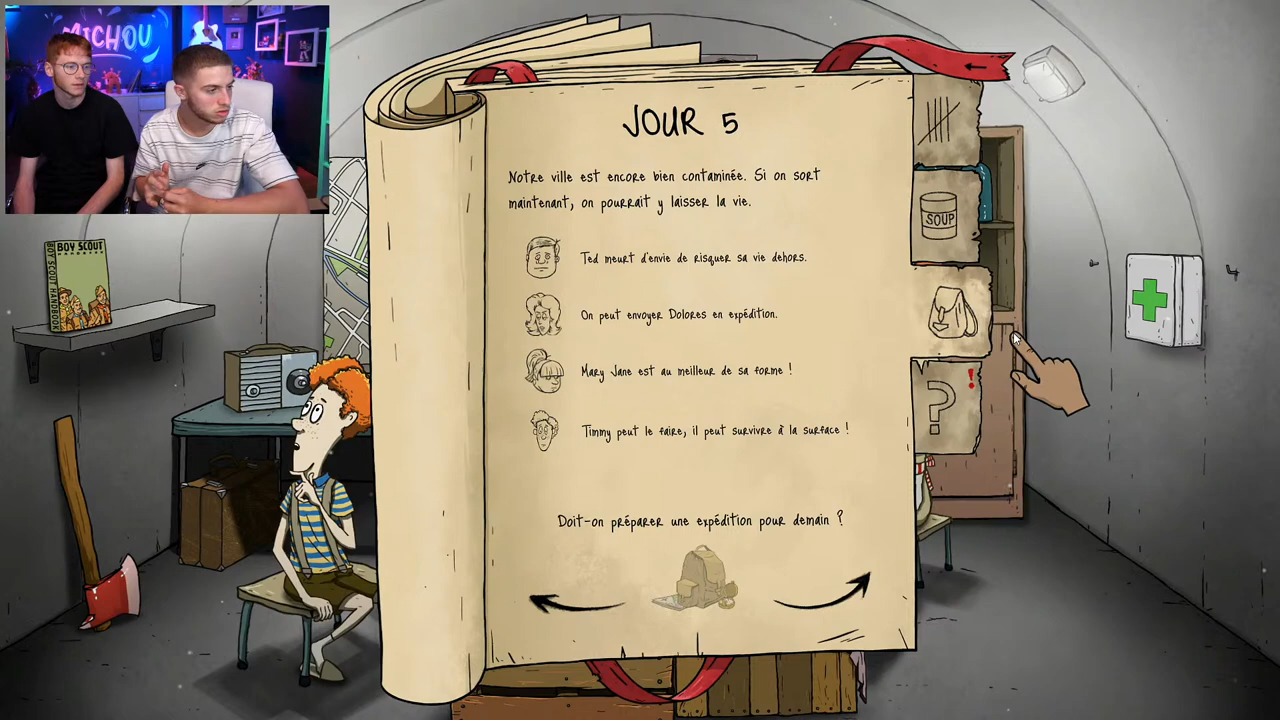 MICHOU
JOUR 5
Notre ville est encore bien contaminée. Si on sort
maintenant, on pourrait y laisser la vie.
Ted meurt d'envie de risquer sa vie dehors.
On peut envoyer Dolores en expédition.
Mary Jane est au meilleur de sa forme !
Timmy peut le faire, il peut survivre à la surface !
Doit-on préparer une expédition pour demain ?
SOUP
?
!
BOY SCOUT
HANDBOOK
BOY SCOUT HANDBOOK